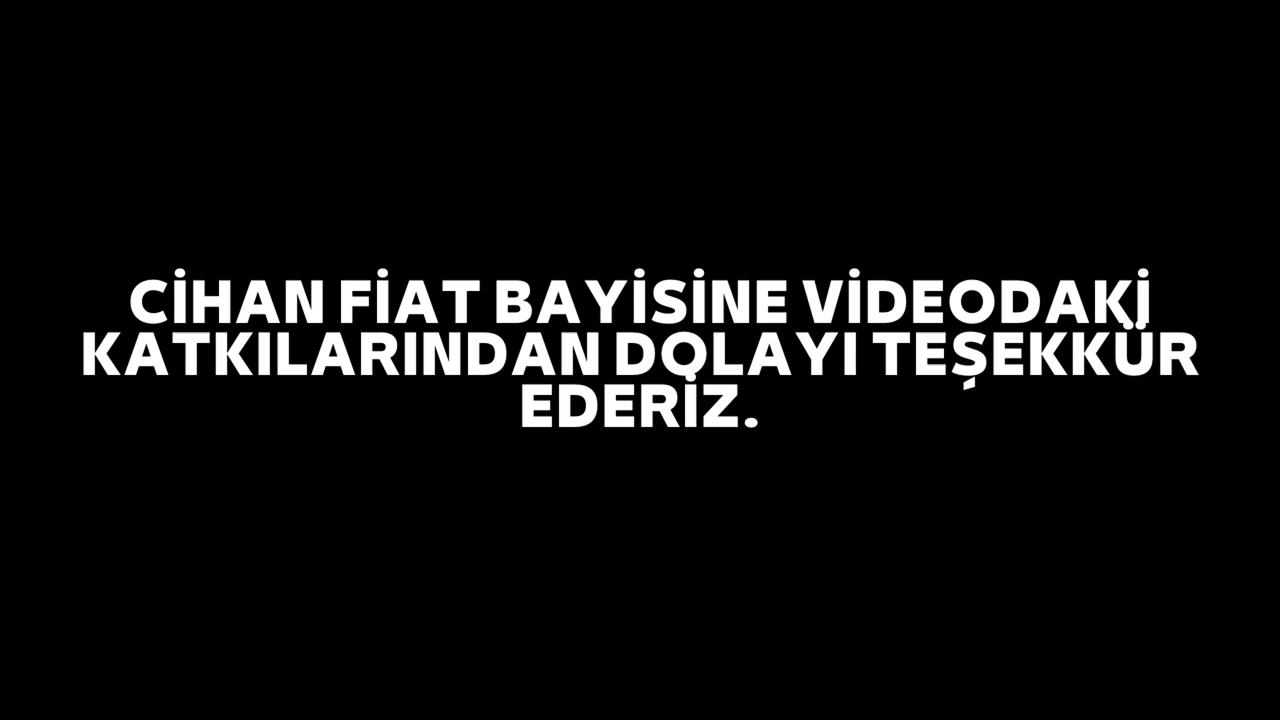 CİHAN FİAT BAYİSİNE VİDEODAKİ
KATKILARINDAN DOLAYI TEŞEKKÜR
EDERİZ.